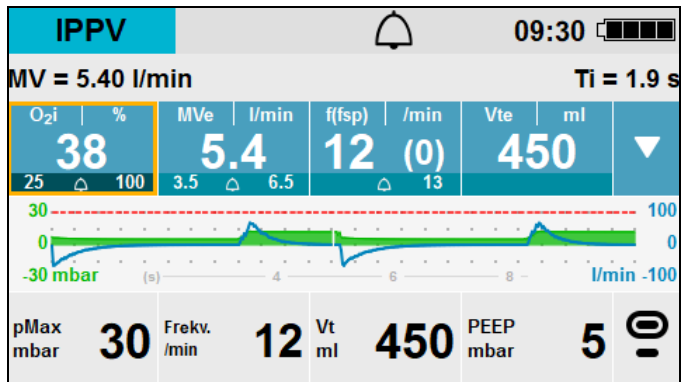 IPPV 09:30
MV = 5.40 l/min Ti = 1.9 s
O₂i % MVe l/min f(fsp) /min Vte ml
38 5.4 12 (0) 450
25 100 3.5 6.5 13
30 100
0 0
-30 mbar (s) 4 6 8 l/min -100
pMax mbar 30 Frekv. /min 12 Vt ml 450 PEEP mbar 5